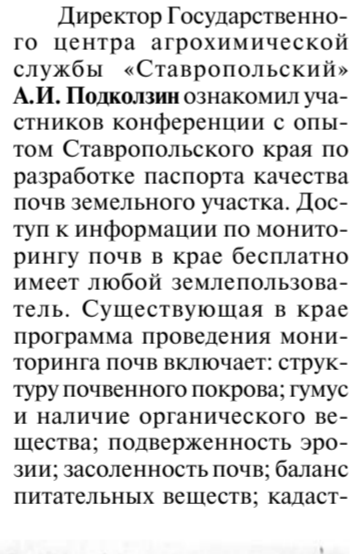 Директор Государственно-
го центра агрохимической
службы «Ставропольский»
А.И. Подколзин ознакомил уча-
стников конференции с опы-
том Ставропольского края по
разработке паспорта качества
почв земельного участка. Дос-
туп к информации по монито-
рингу почв в крае бесплатно
имеет любой землепользова-
тель. Существующая в крае
программа проведения мони-
торинга почв включает: струк-
туру почвенного покрова; гумус
и наличие органического ве-
щества; подверженность эро-
зии; засоленность почв; баланс
питательных веществ; кадаст-